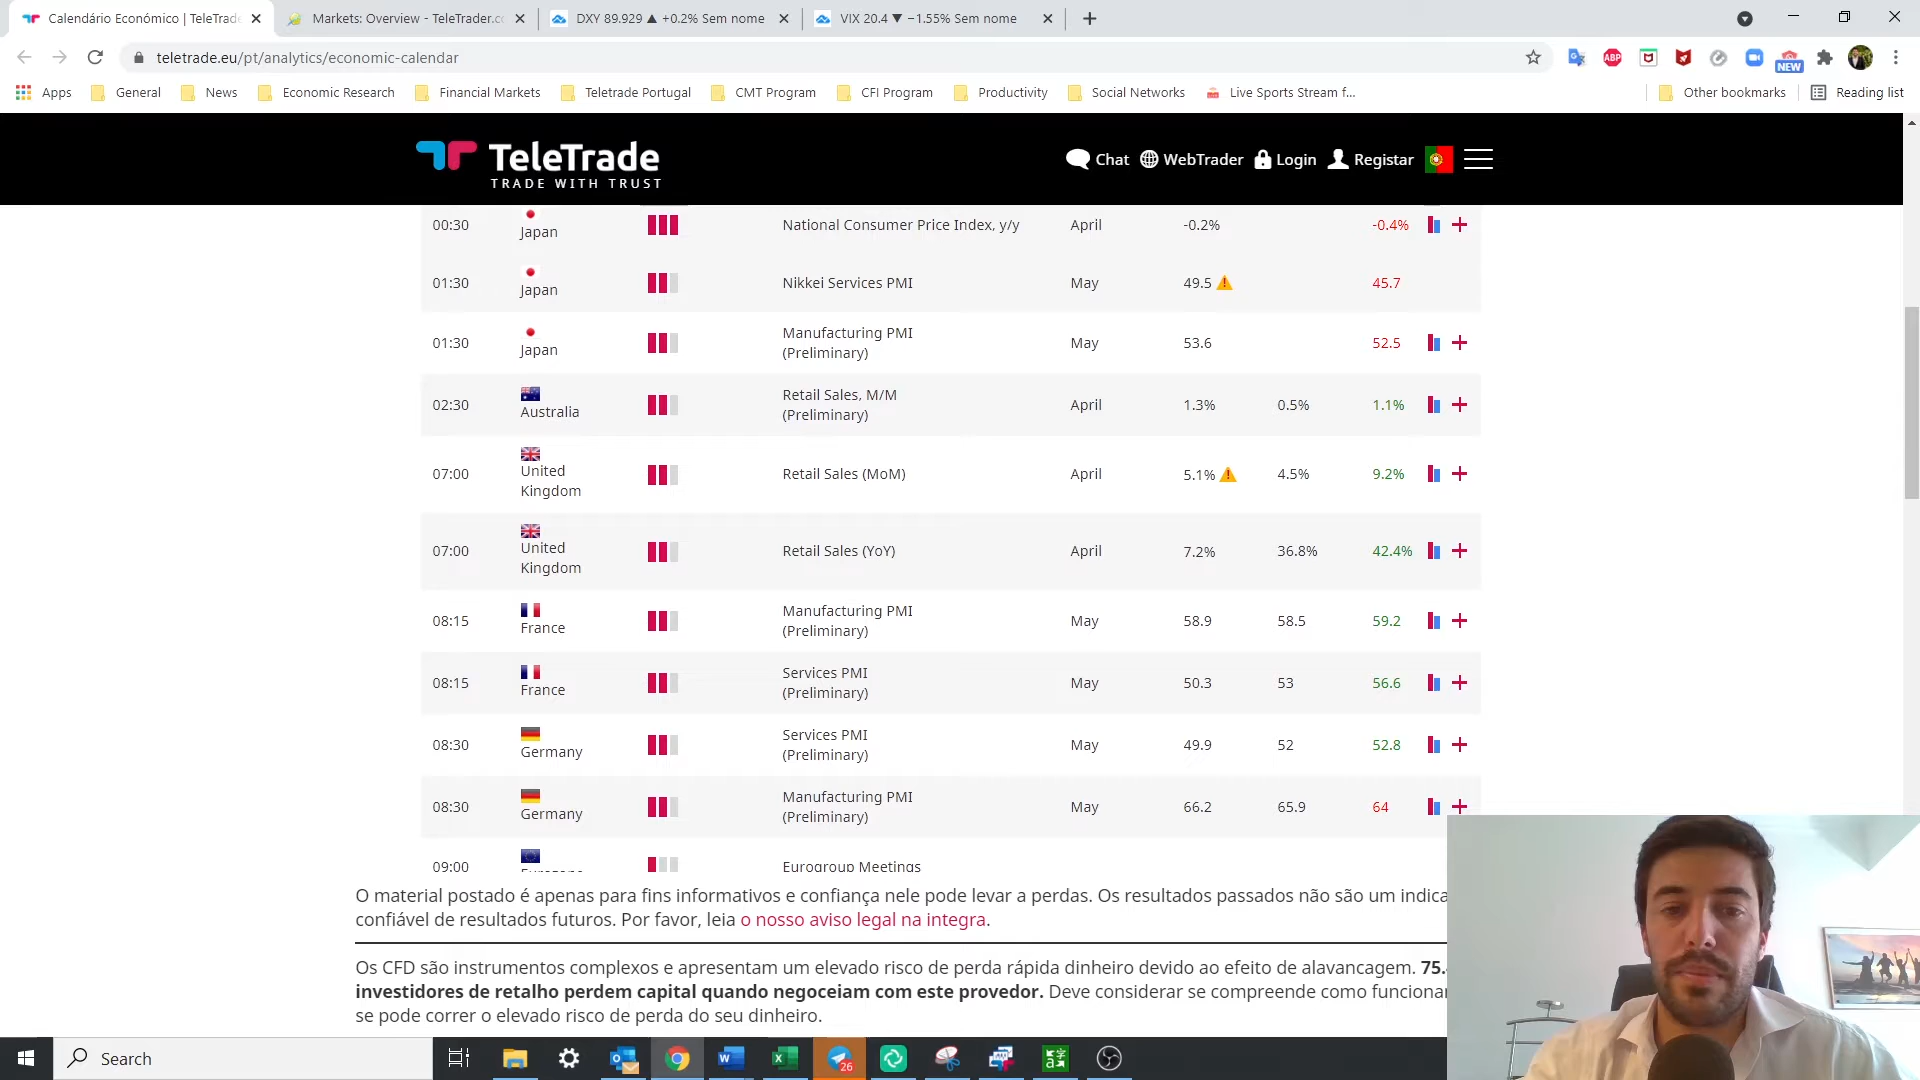 Calendário Económico | TeleTrade
Markets: Overview - TeleTrader.co
DXY 89.929 ▲ +0.2% Sem nome
VIX 20.4 ▼ −1.55% Sem nome
teletrade.eu/pt/analytics/economic-calendar
ABP
NEW
Apps
General
News
Economic Research
Financial Markets
Teletrade Portugal
CMT Program
CFI Program
Productivity
Social Networks
Live Sports Stream f...
Other bookmarks
Reading list
TeleTrade
TRADE WITH TRUST
Chat
WebTrader
Login
Registar
00:30 Japan National Consumer Price Index, y/y April -0.2% -0.4%
01:30 Japan Nikkei Services PMI May 49.5 45.7
01:30 Japan Manufacturing PMI (Preliminary) May 53.6 52.5
02:30 Australia Retail Sales, M/M (Preliminary) April 1.3% 0.5% 1.1%
07:00 United Kingdom Retail Sales (MoM) April 5.1% 4.5% 9.2%
07:00 United Kingdom Retail Sales (YoY) April 7.2% 36.8% 42.4%
08:15 France Manufacturing PMI (Preliminary) May 58.9 58.5 59.2
08:15 France Services PMI (Preliminary) May 50.3 53 56.6
08:30 Germany Services PMI (Preliminary) May 49.9 52 52.8
08:30 Germany Manufacturing PMI (Preliminary) May 66.2 65.9 64
09:00 Eurogroup Meetings
O material postado é apenas para fins informativos e confiança nele pode levar a perdas. Os resultados passados não são um indica
confiável de resultados futuros. Por favor, leia o nosso aviso legal na integra.
Os CFD são instrumentos complexos e apresentam um elevado risco de perda rápida dinheiro devido ao efeito de alavancagem. 75.
investidores de retalho perdem capital quando negoceiam com este provedor. Deve considerar se compreende como funcionar
se pode correr o elevado risco de perda do seu dinheiro.
Search
26